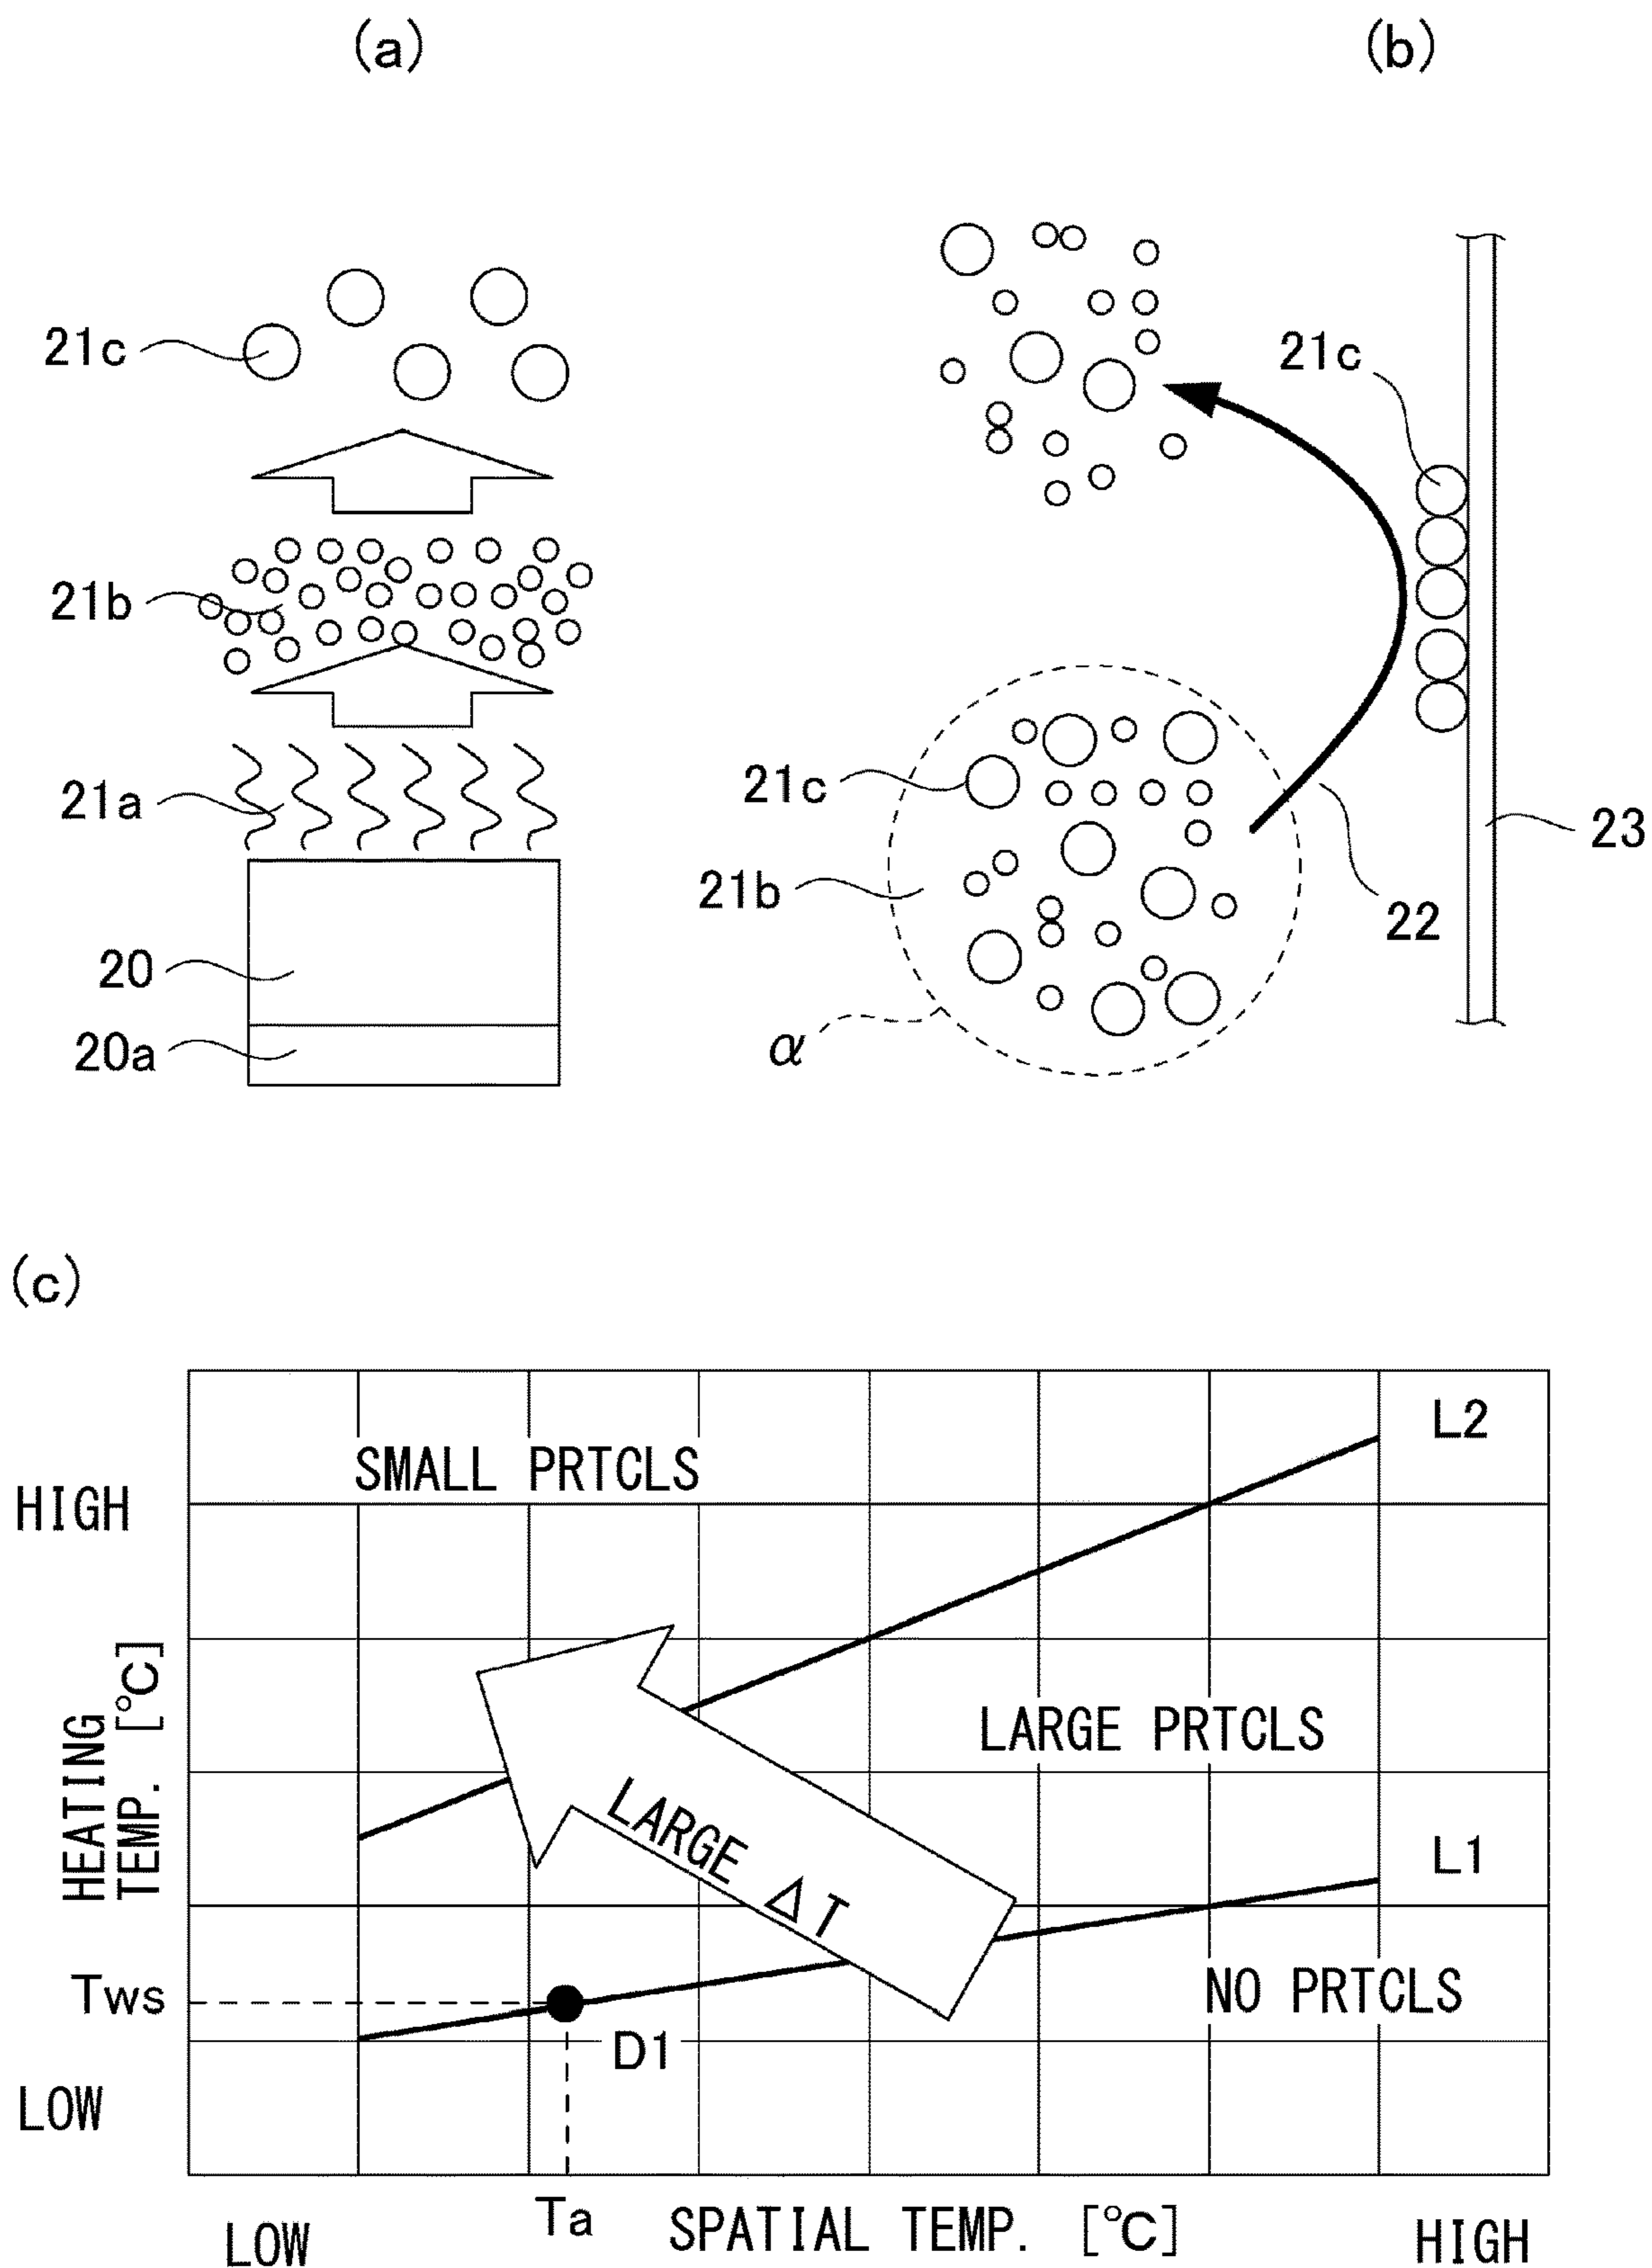 (a)
(b)
21c
21b
21a
20
20a
21c
21c
21b
α
22
23
(c)
L2
SMALL PRTCLS
HIGH
HEATING
TEMP. [°C]
LARGE PRTCLS
LARGE ΔT
L1
NO PRTCLS
Tws
D1
LOW
LOW
Ta
SPATIAL TEMP. [°C]
HIGH